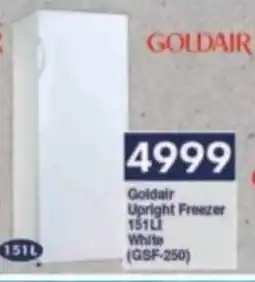 GOLDAIR
4999
Goldair
Upright Freezer
151Lt
White
(GSF-250)
151L